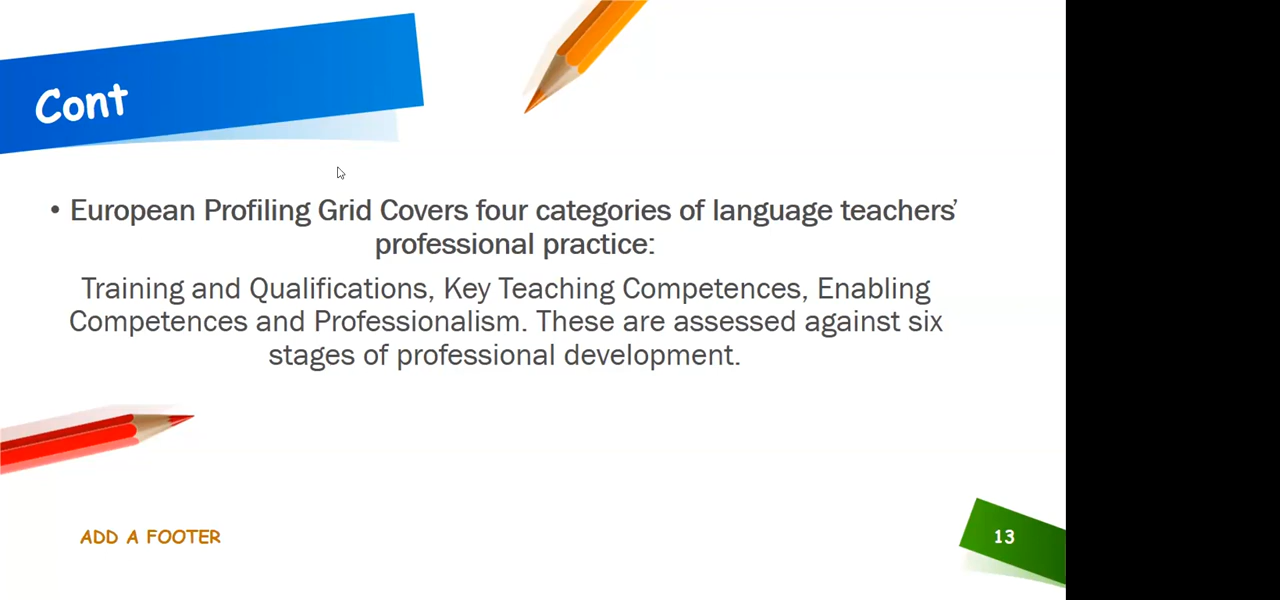 Cont
• European Profiling Grid Covers four categories of language teachers’
professional practice:
Training and Qualifications, Key Teaching Competences, Enabling
Competences and Professionalism. These are assessed against six
stages of professional development.
ADD A FOOTER
13